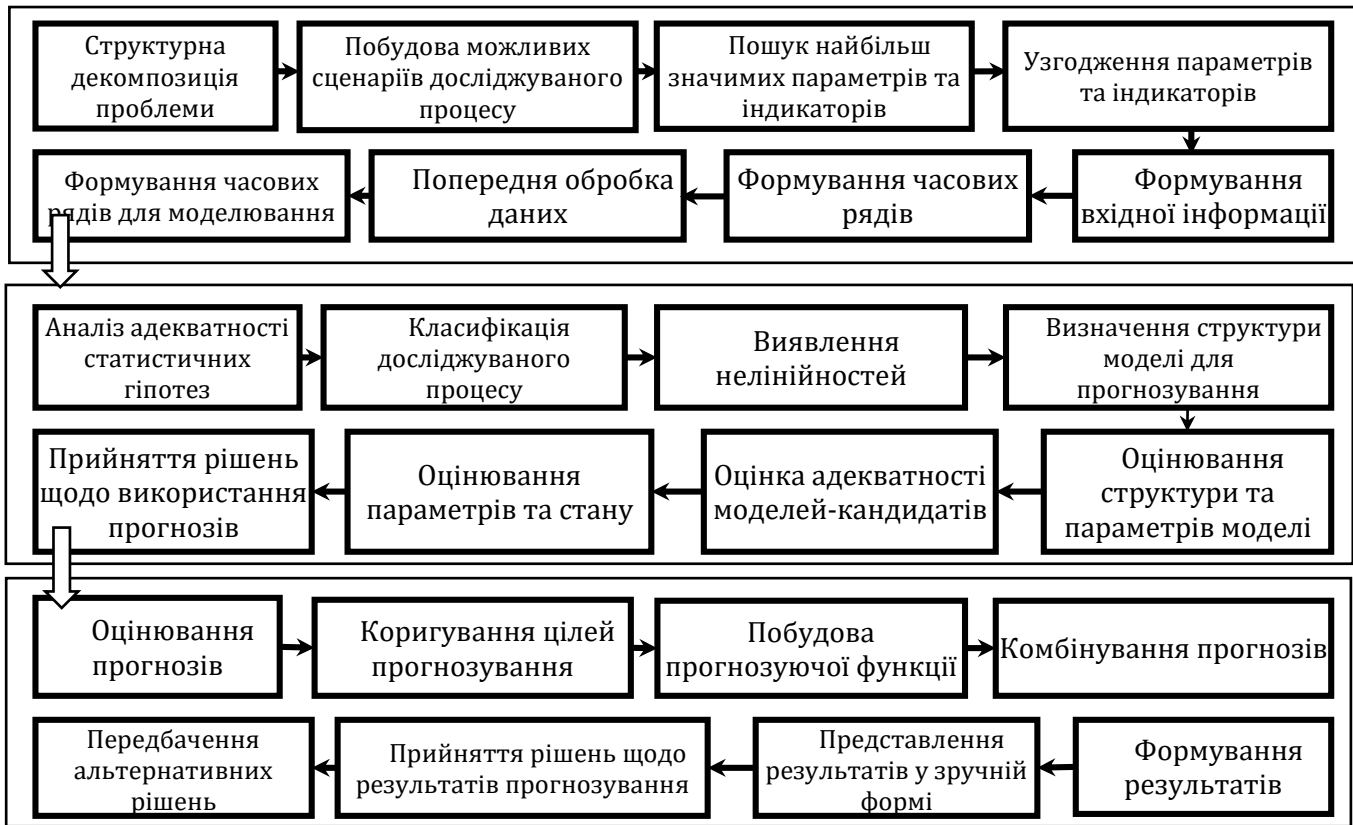 Структурна
декомпозиція
проблеми
Побудова можливих
сценаріїв досліджуваного
процесу
Пошук найбільш
значимих параметрів та
індикаторів
Узгодження параметрів
та індикаторів
Формування часових
рядів для моделювання
Попередня обробка
даних
Формування часових
рядів
Формування
вхідної інформації
Аналіз адекватності
статистичних
гіпотез
Класифікація
досліджуваного
процесу
Виявлення
нелінійностей
Визначення структури
моделі для
прогнозування
Прийняття рішень
щодо використання
прогнозів
Оцінювання
параметрів та стану
Оцінка адекватності
моделей-кандидатів
Оцінювання
структури та
параметрів моделі
Оцінювання
прогнозів
Коригування цілей
прогнозування
Побудова
прогнозуючої функції
Комбінування прогнозів
Передбачення
альтернативних
рішень
Прийняття рішень щодо
результатів прогнозування
Представлення
результатів у зручній
формі
Формування
результатів